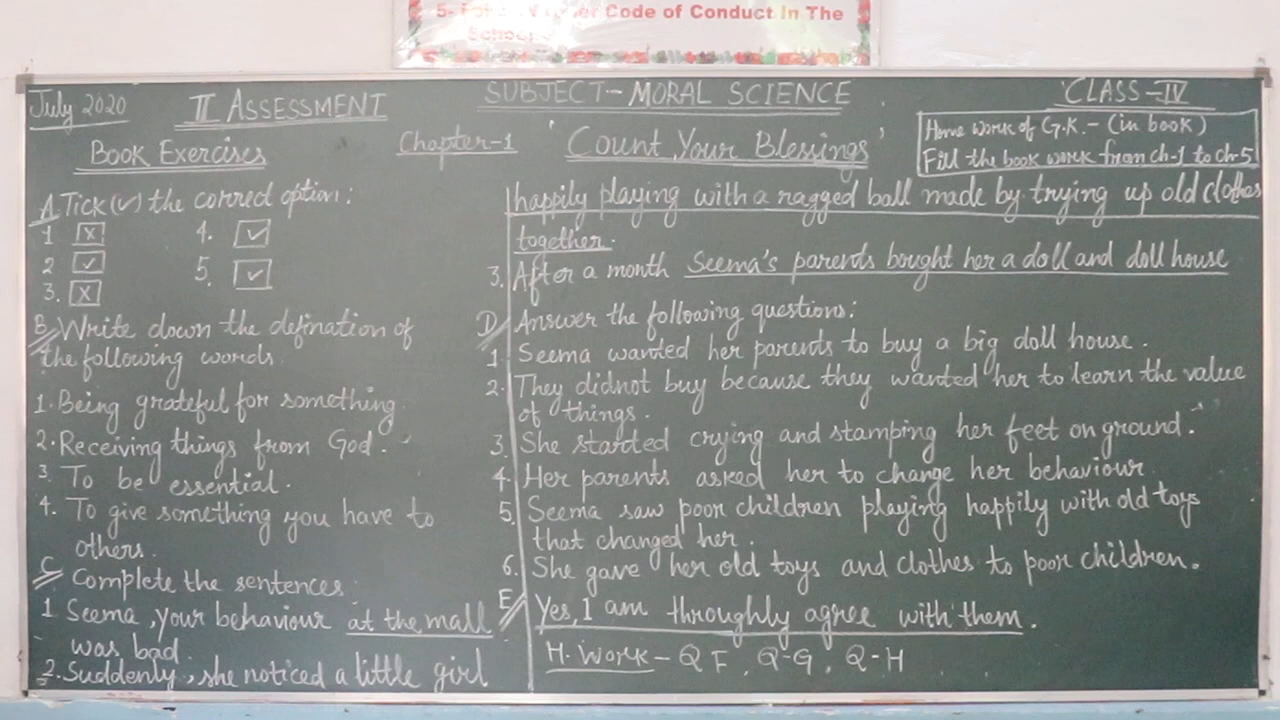 5- Code of Conduct In The
July 2020
II ASSESSMENT
SUBJECT - MORAL SCIENCE
CLASS - IV
Book Exercises
Chapter-1
' Count Your Blessings '
Home work of G.K. - (in book)
Fill the book work from ch-1 to ch-5
A Tick (✓) the correct option:
1 x 4. ✓
2 ✓ 5. ✓
3. x
B Write down the defination of
the following words.
1. Being grateful for something.
2. Receiving things from God.
3. To be essential.
4. To give something you have to
others.
C Complete the sentences
1 Seema, your behaviour at the mall
was bad
2. Suddenly, she noticed a little girl
happily playing with a ragged ball made by trying up old clothes
together.
3. After a month Seema's parents bought her a doll and doll house
D Answer the following questions:
1. Seema wanted her parents to buy a big doll house.
2. They didnot buy because they wanted her to learn the value
of things.
3. She started crying and stamping her feet on ground.
4. Her parents asked her to change her behaviour
5. Seema saw poor children playing happily with old toys
that changed her.
6. She gave her old toys and clothes to poor children.
E Yes, I am throughly agree with them.
H. Work - Q F, Q-G, Q-H